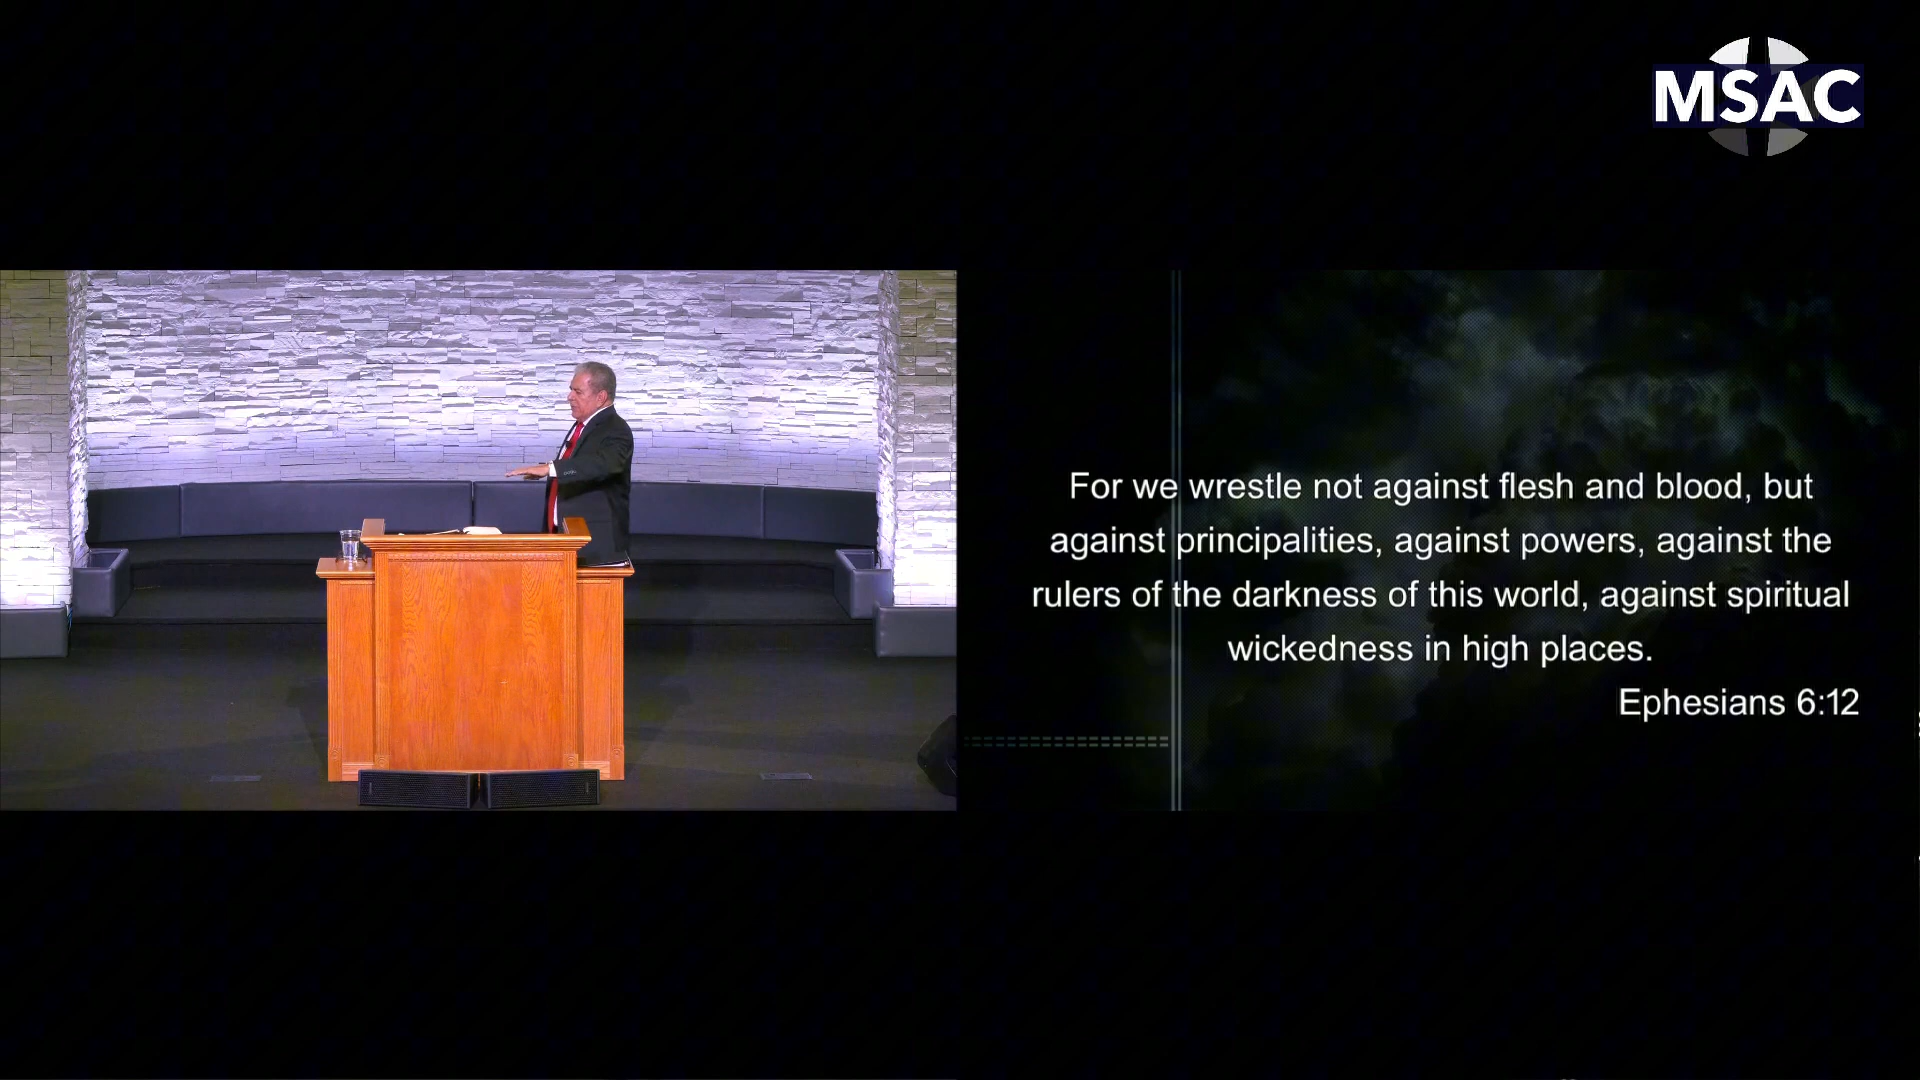 MSAC
For we wrestle not against flesh and blood, but
against principalities, against powers, against the
rulers of the darkness of this world, against spiritual
wickedness in high places.
Ephesians 6:12